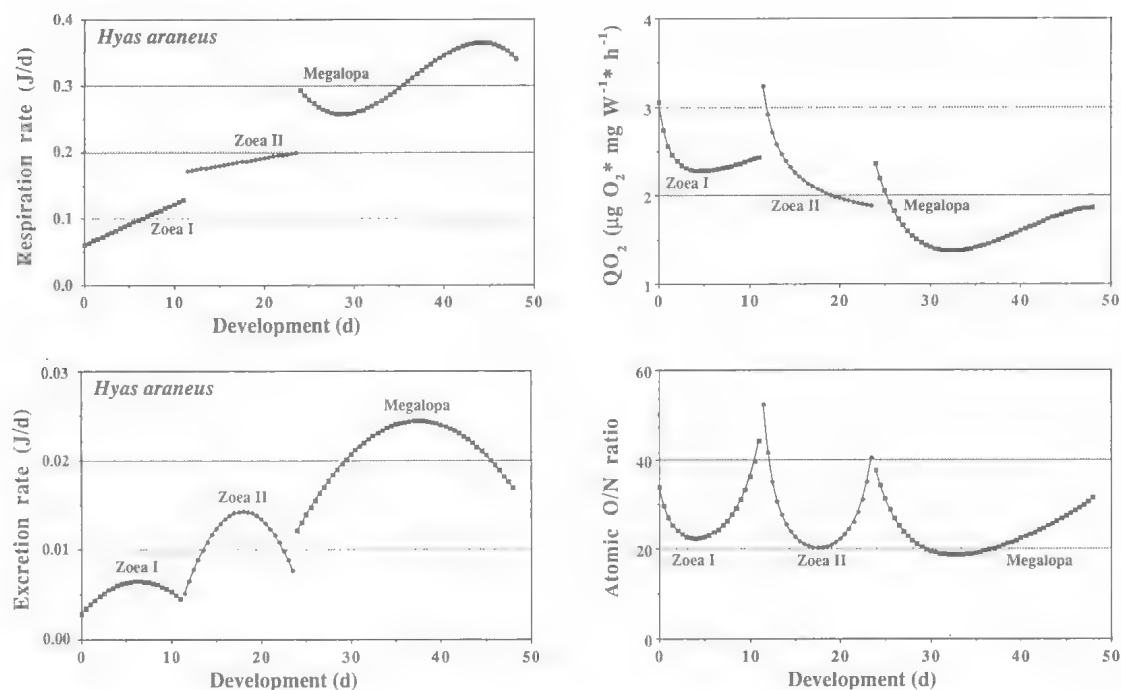 Respiration rate (J/d)
0.4
0.3
0.2
0.1
0.0
Hyas araneus
Megalopa
Zoea II
Zoea I
0
10
20
30
40
50
Development (d)
QO2 (µg O2* mg W-1* h-1)
4
3
2
1
Zoea I
Zoea II
Megalopa
0
10
20
30
40
50
Excretion rate (J/d)
0.03
0.02
0.01
0.00
Hyas araneus
Megalopa
Zoea II
Zoea I
0
10
20
30
40
50
Development (d)
Atomic O/N ratio
60
40
20
0
Zoea I
Zoea II
Megalopa
0
10
20
30
40
50
Development (d)